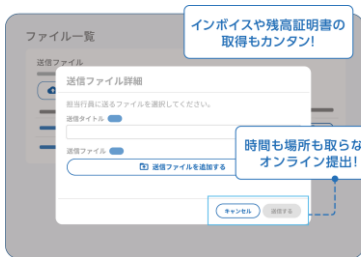 インボイスや残高証明書の
取得もカンタン!
ファイル一覧
送信ファイル
送信ファイル詳細
担当行員に送るファイルを選択してください。
送信タイトル
時間も場所も取らな
オンライン提出!
送信ファイル
送信ファイルを追加する
キャンセル
送信する